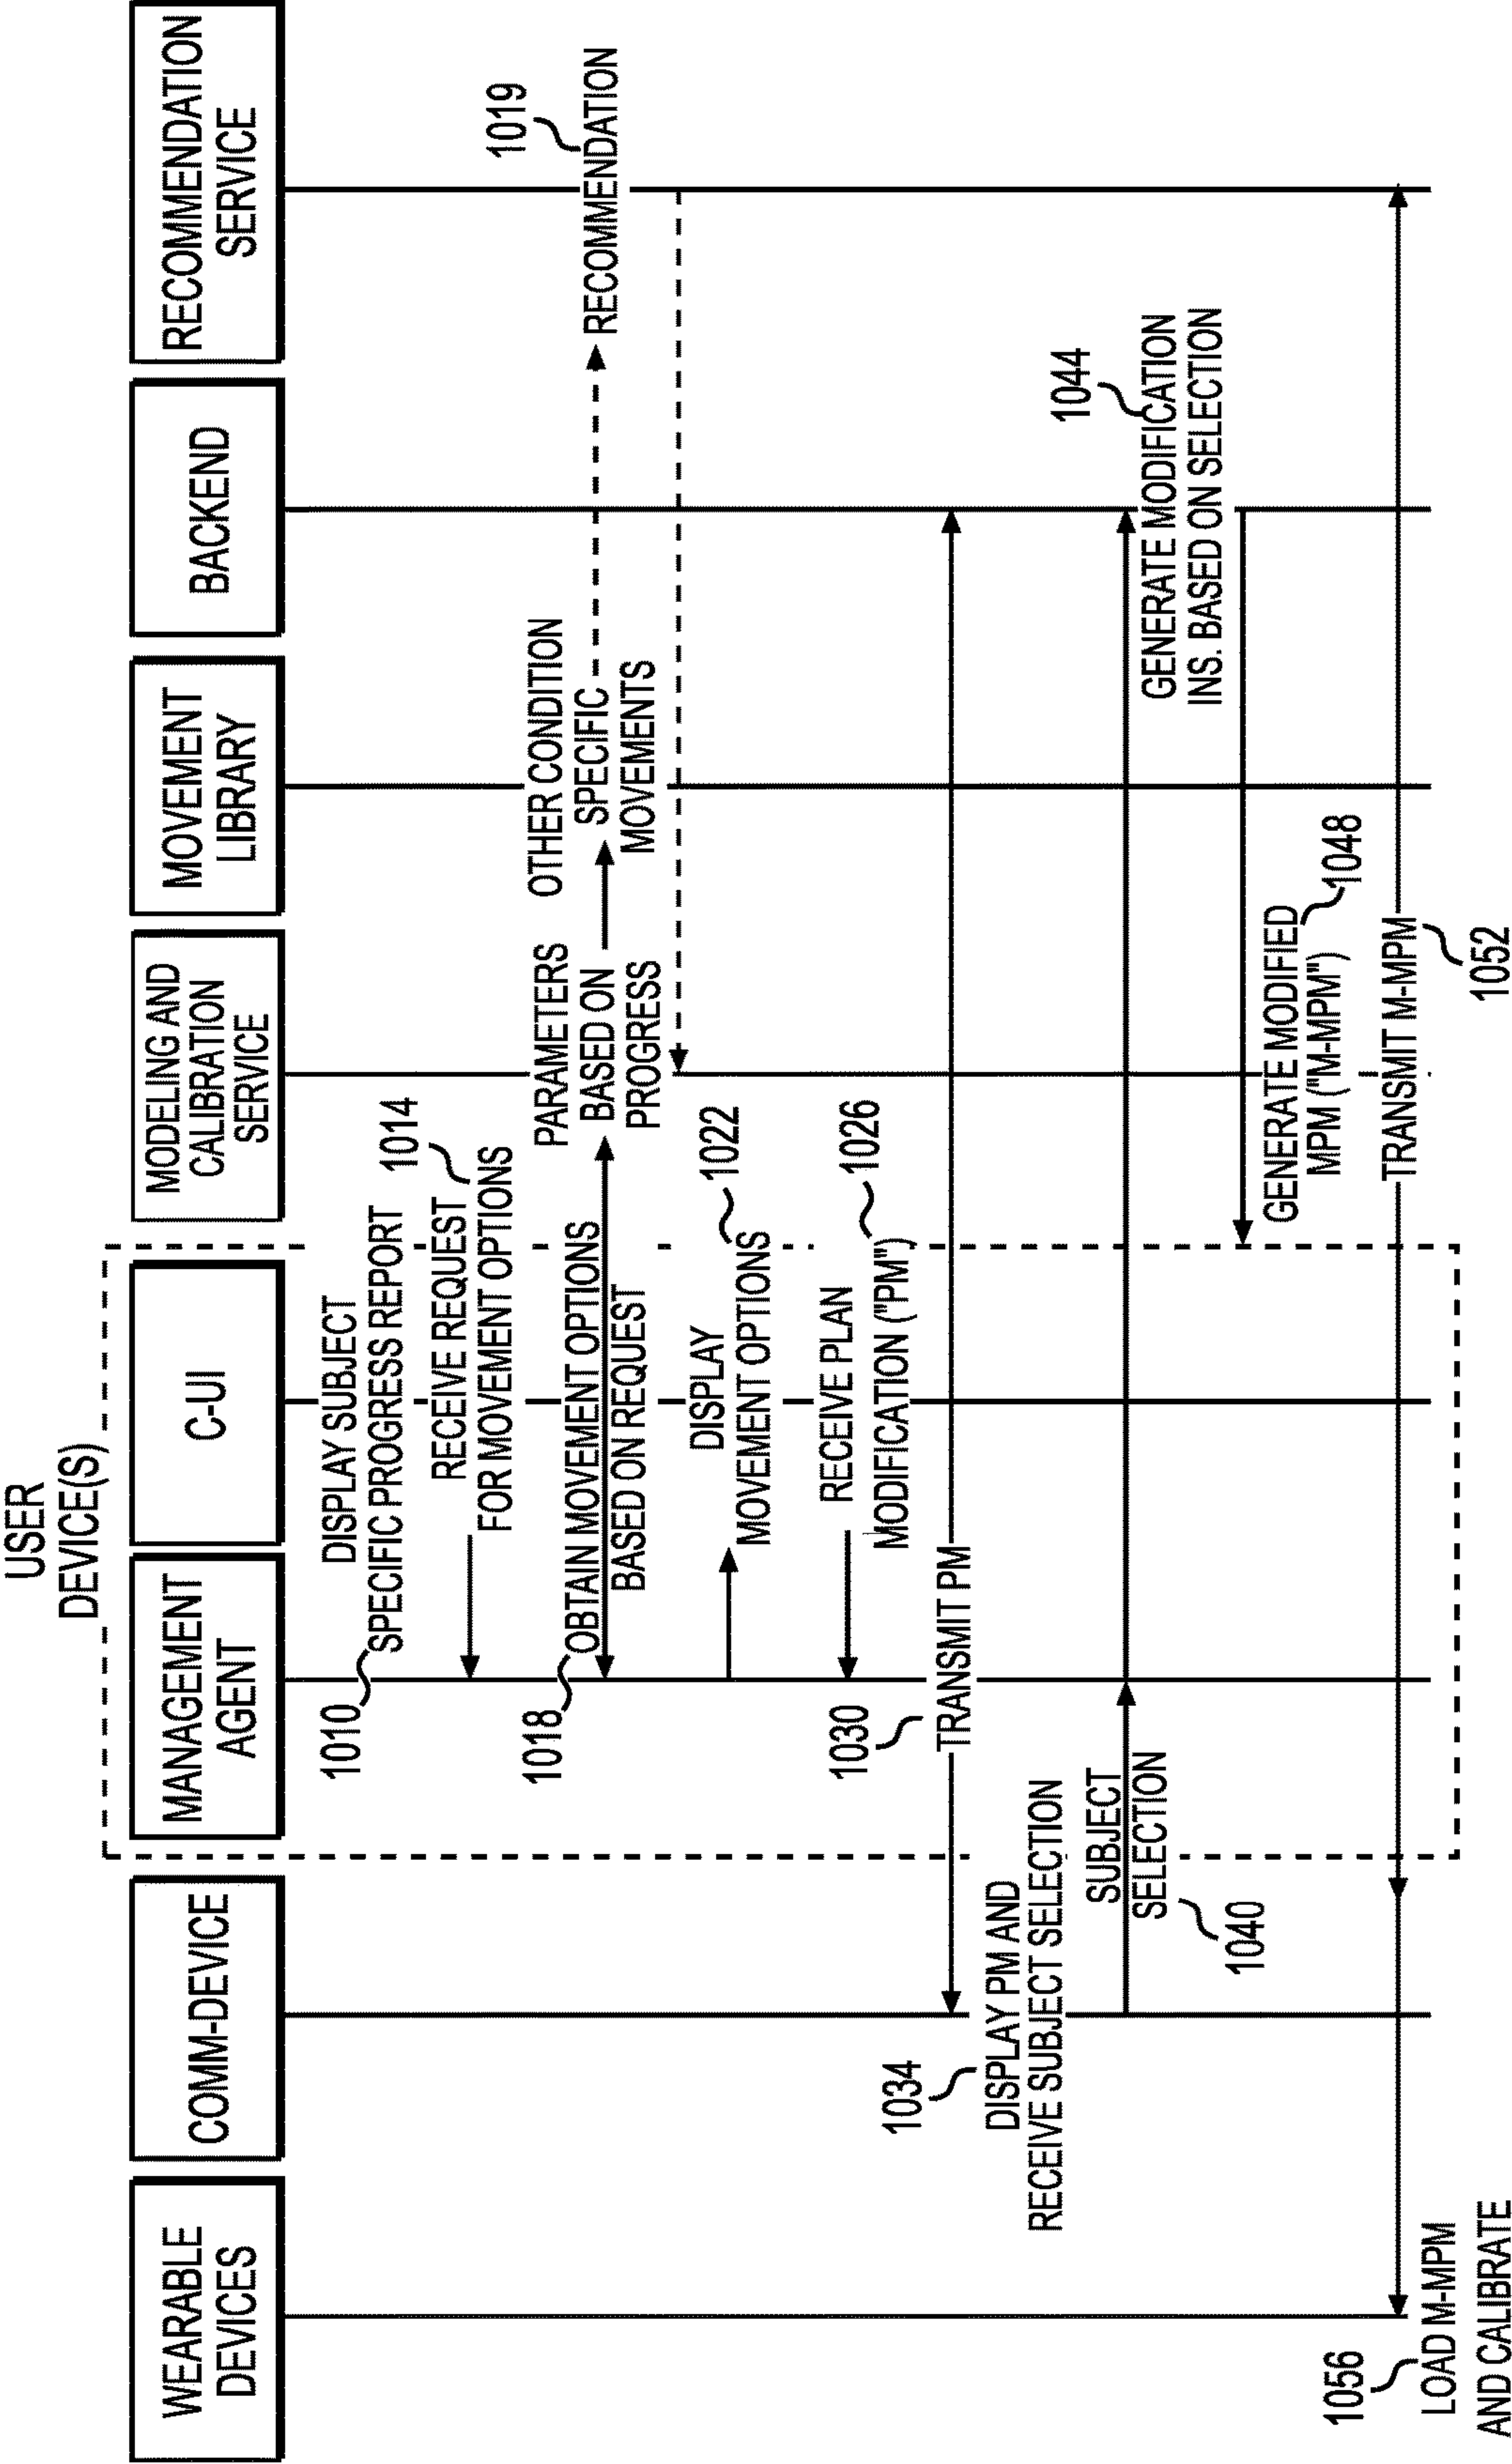 USER
DEVICE(S)
WEARABLE
DEVICES
COMM-DEVICE
MANAGEMENT
AGENT
C-UI
MODELING AND
CALIBRATION
SERVICE
MOVEMENT
LIBRARY
BACKEND
RECOMMENDATION
SERVICE
1010
DISPLAY SUBJECT
SPECIFIC PROGRESS REPORT
1014
RECEIVE REQUEST
FOR MOVEMENT OPTIONS
1018
OBTAIN MOVEMENT OPTIONS
BASED ON REQUEST
PARAMETERS
BASED ON
PROGRESS
OTHER CONDITION
SPECIFIC
MOVEMENTS
1019
RECOMMENDATION
1022
DISPLAY
MOVEMENT OPTIONS
1026
RECEIVE PLAN
MODIFICATION ("PM")
1030
TRANSMIT PM
1034
DISPLAY PM AND
RECEIVE SUBJECT SELECTION
SUBJECT
SELECTION
1040
1044
GENERATE MODIFICATION
INS. BASED ON SELECTION
GENERATE MODIFIED
MPM ("M-MPM")
1048
TRANSMIT M-MPM
1052
1056
LOAD M-MPM
AND CALIBRATE